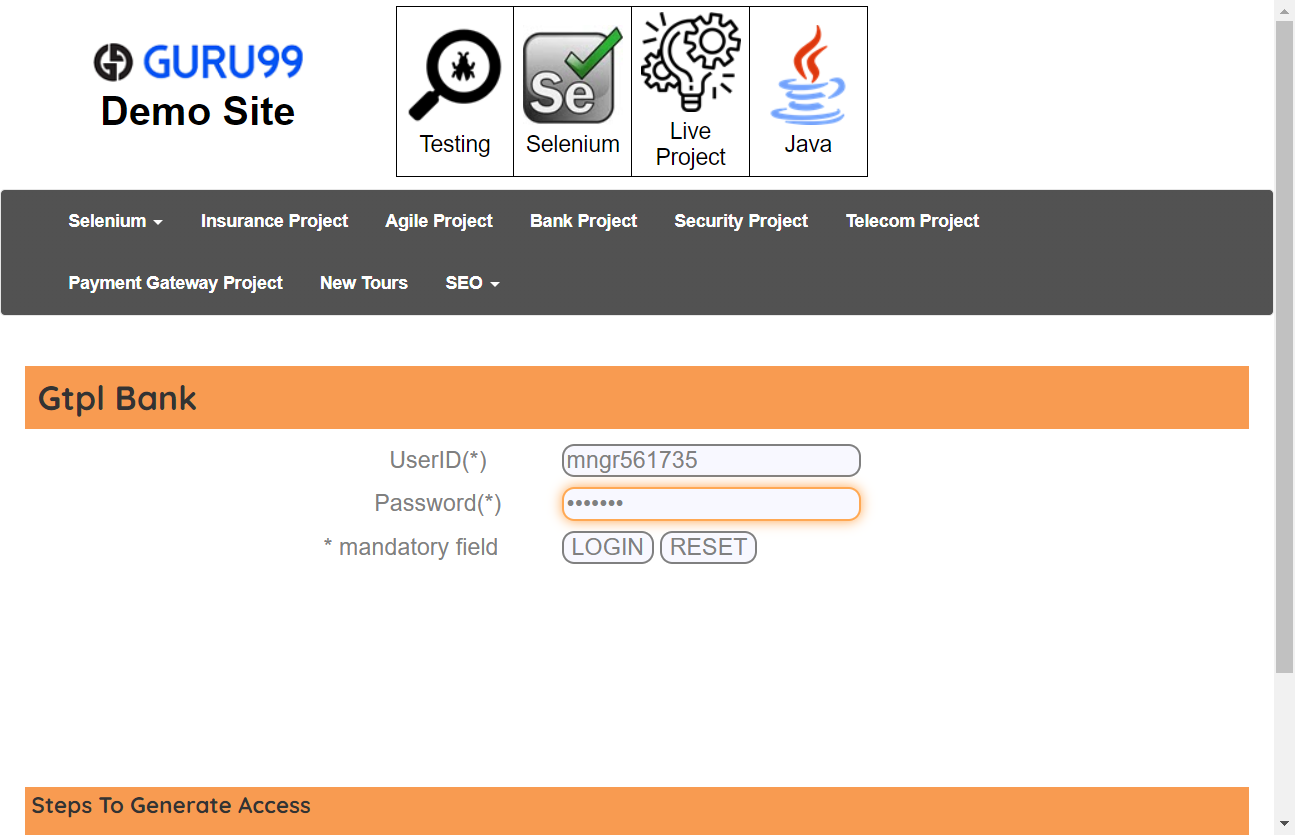 GURU99
Demo Site
Testing
Se
Selenium
Live
Project
Java
Selenium
Insurance Project
Agile Project
Bank Project
Security Project
Telecom Project
Payment Gateway Project
New Tours
SEO
Gtpl Bank
UserID(*)
mngr561735
Password(*)
•••••••
* mandatory field
LOGIN
RESET
Steps To Generate Access